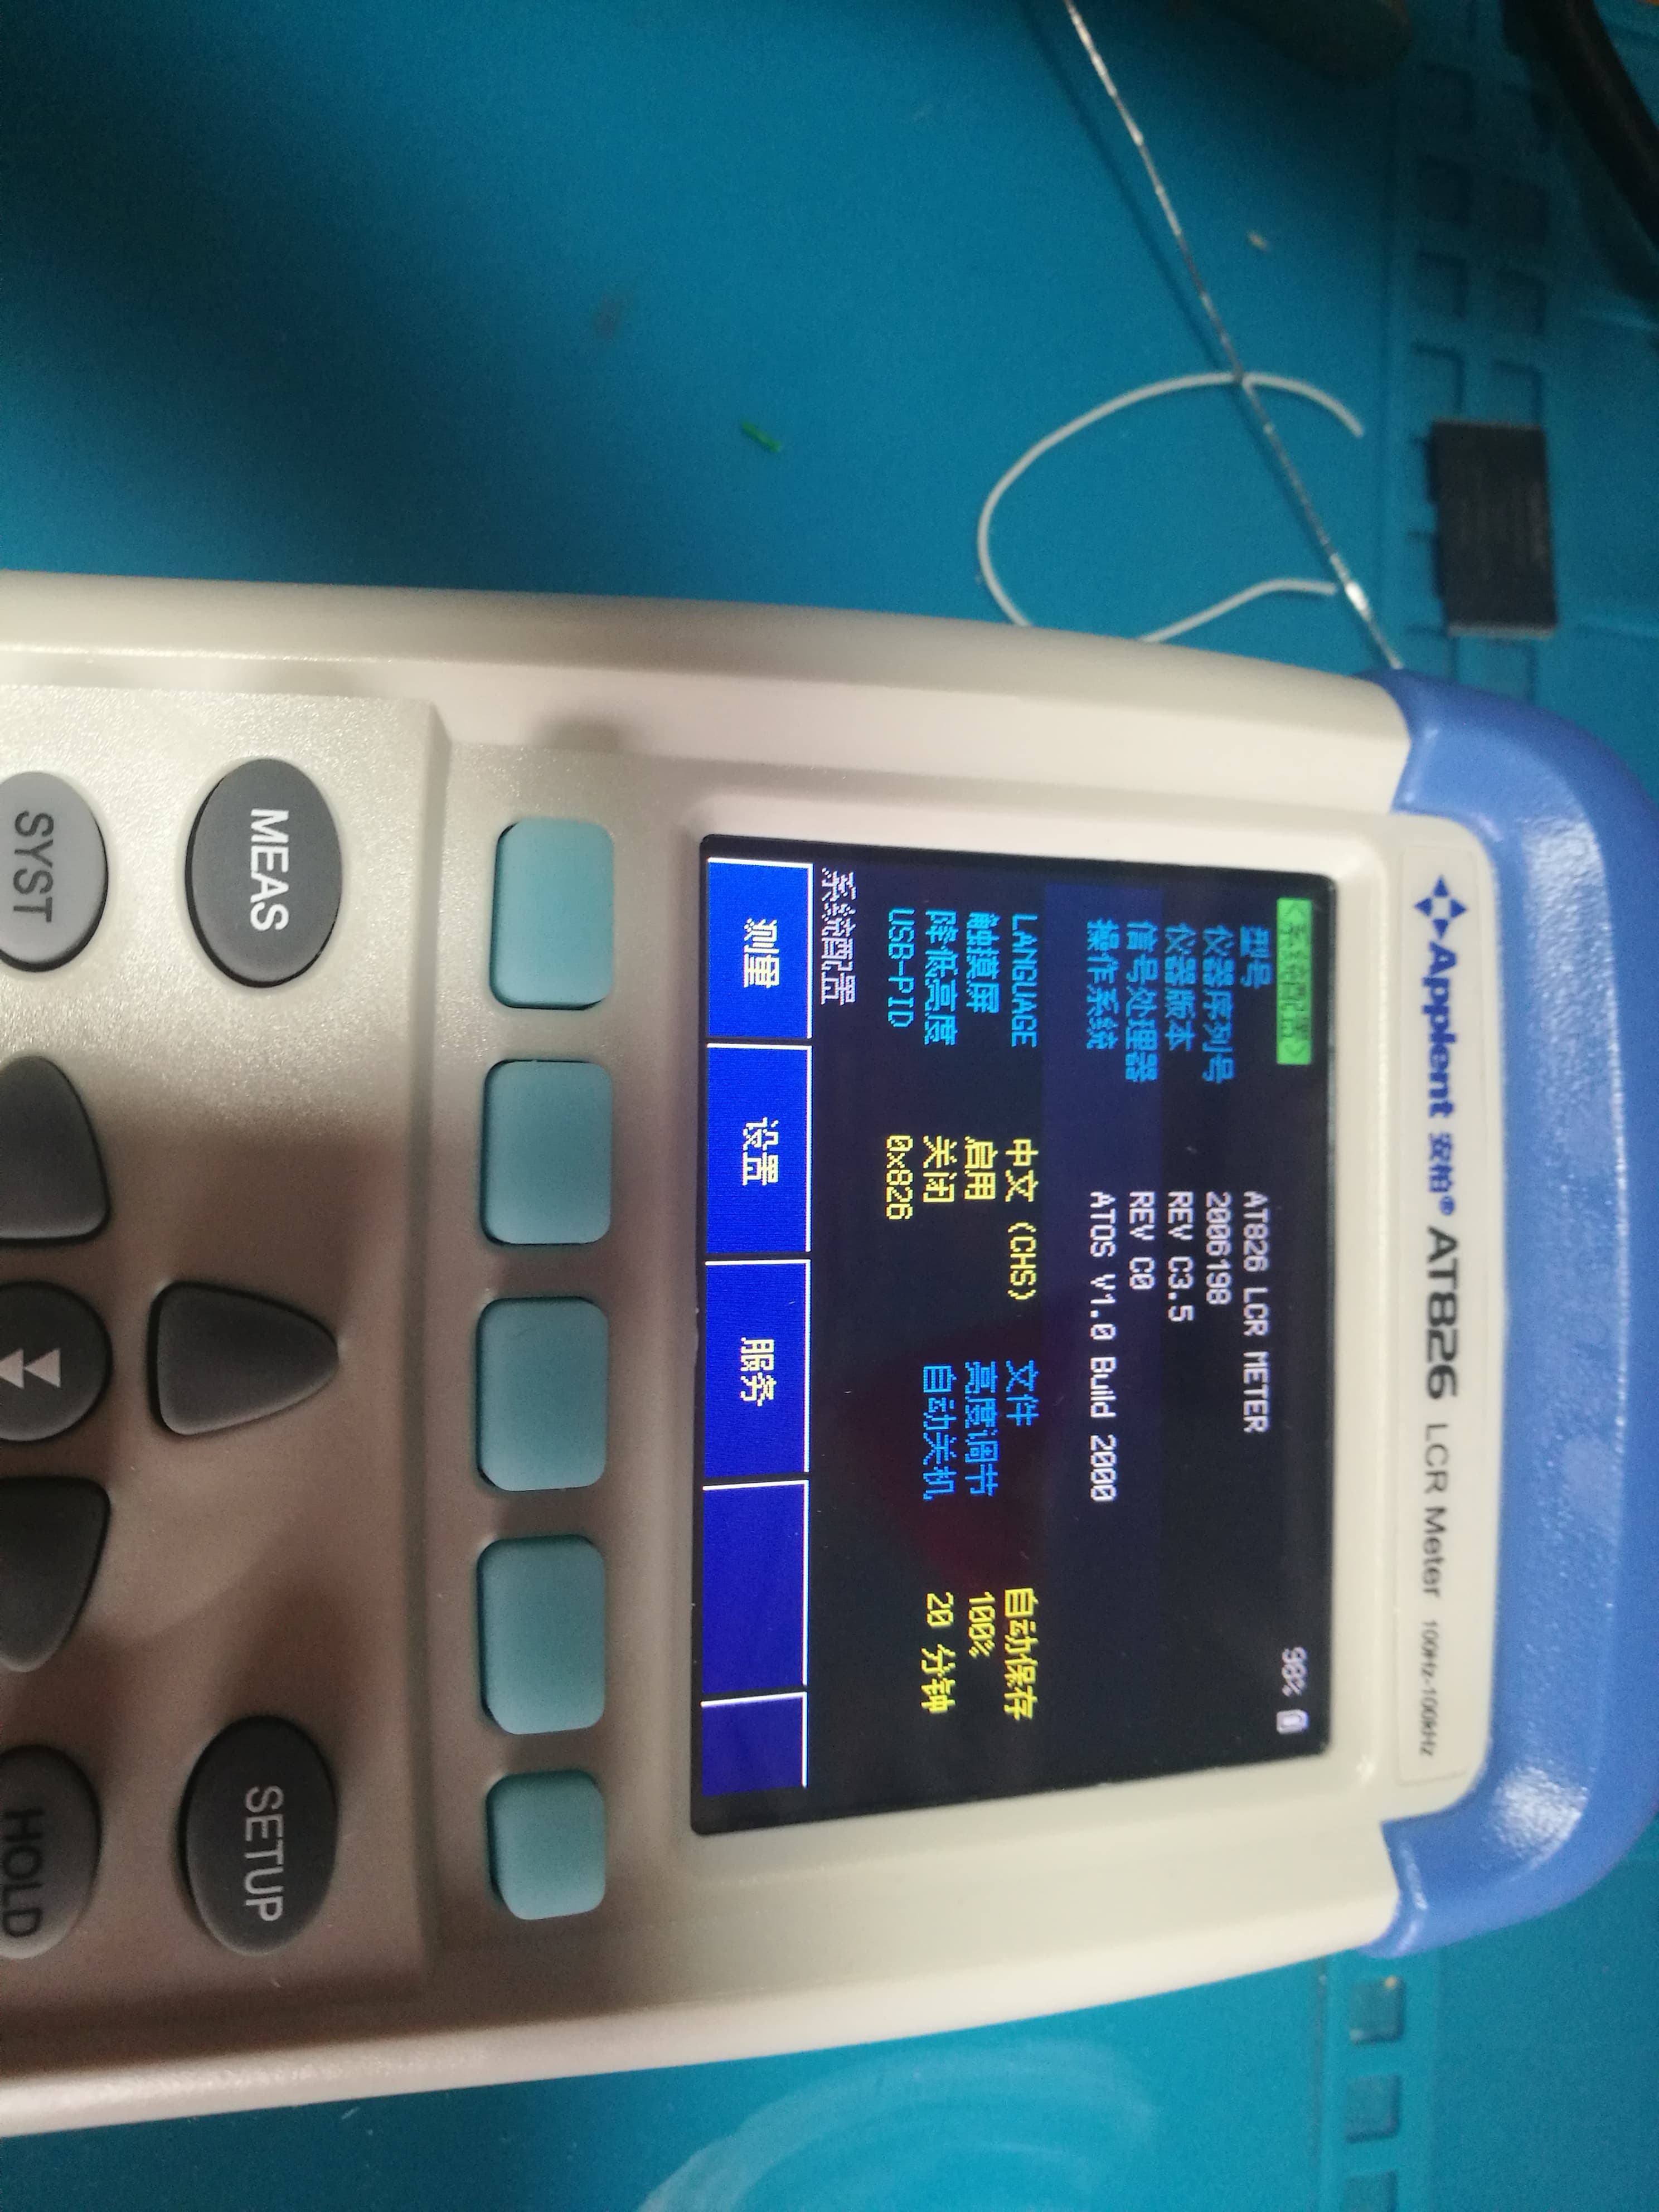 Applent 安柏® AT826 LCR Meter 100Hz-100kHz
<系统配置> 98%
型号 AT826 LCR METER
仪器序列号 2006198
仪器版本 REV C3.5
信号处理器 REV C0
操作系统 ATOS V1.0 Build 2000
LANGUAGE 中文 (CHS) 文件 自动保存
触摸屏 启用 亮度调节 100%
降低亮度 关闭 自动关机 20 分钟
USB-PID 0x826
系统配置
测量 设置 服务
MEAS SETUP
SYST HOLD